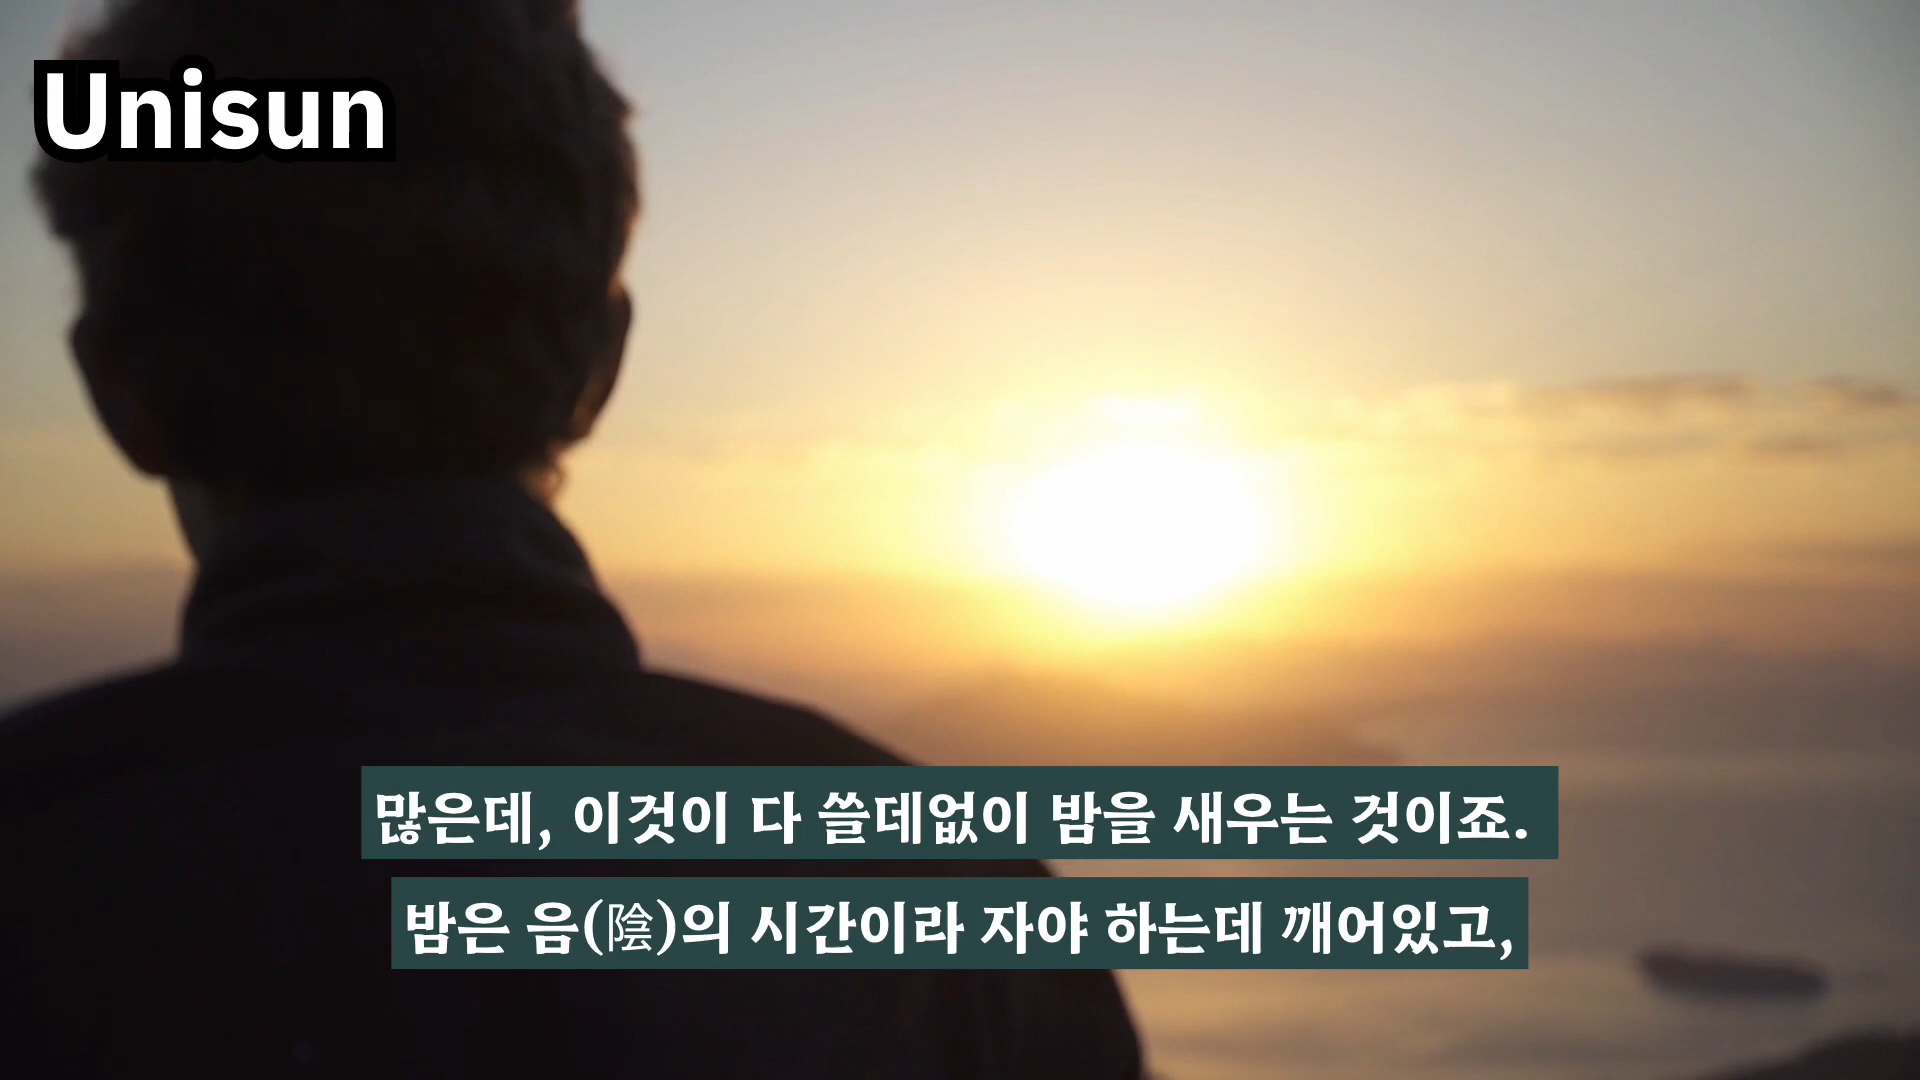 Unisun
많은데, 이것이 다 쓸데없이 밤을 새우는 것이죠.
밤은 음(陰)의 시간이라 자야 하는데 깨어있고,